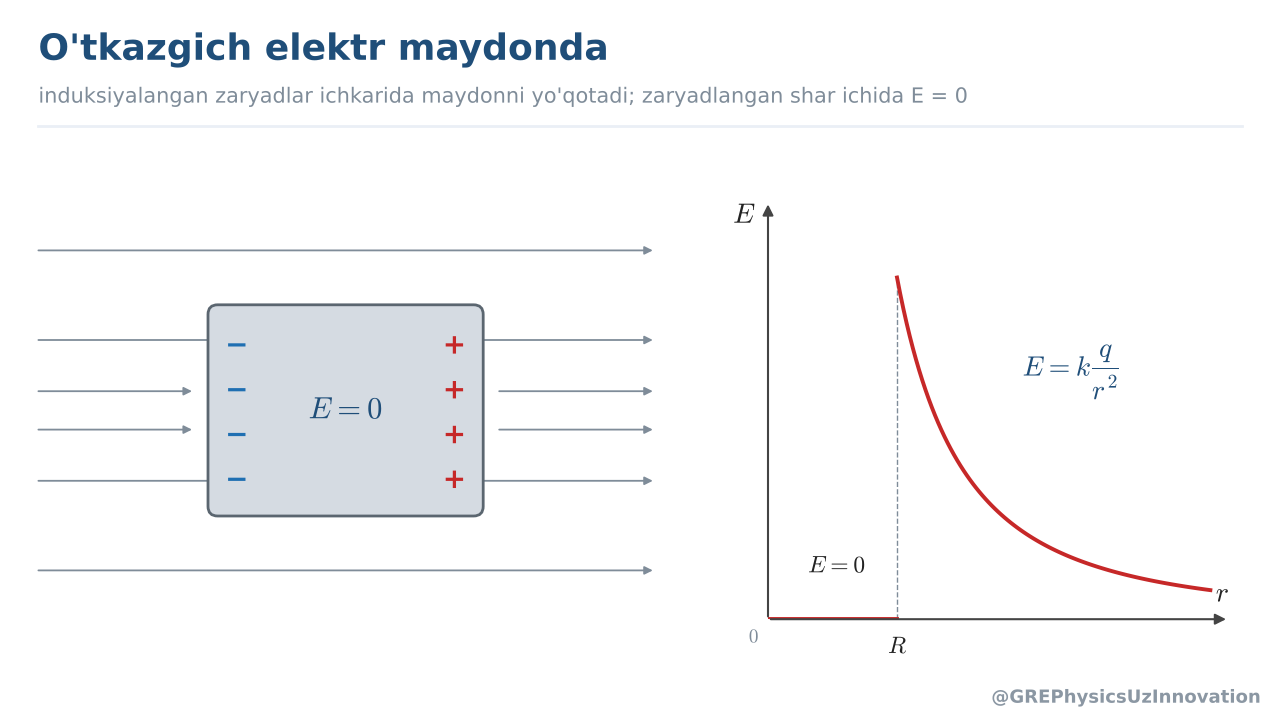 O'tkazgich elektr maydonda
induksiyalangan zaryadlar ichkarida maydonni yo'qotadi; zaryadlangan shar ichida E = 0
− +
− +
E = 0
− +
− +
E
E = k q/r²
E = 0
r
0
R
@GREPhysicsUzInnovation